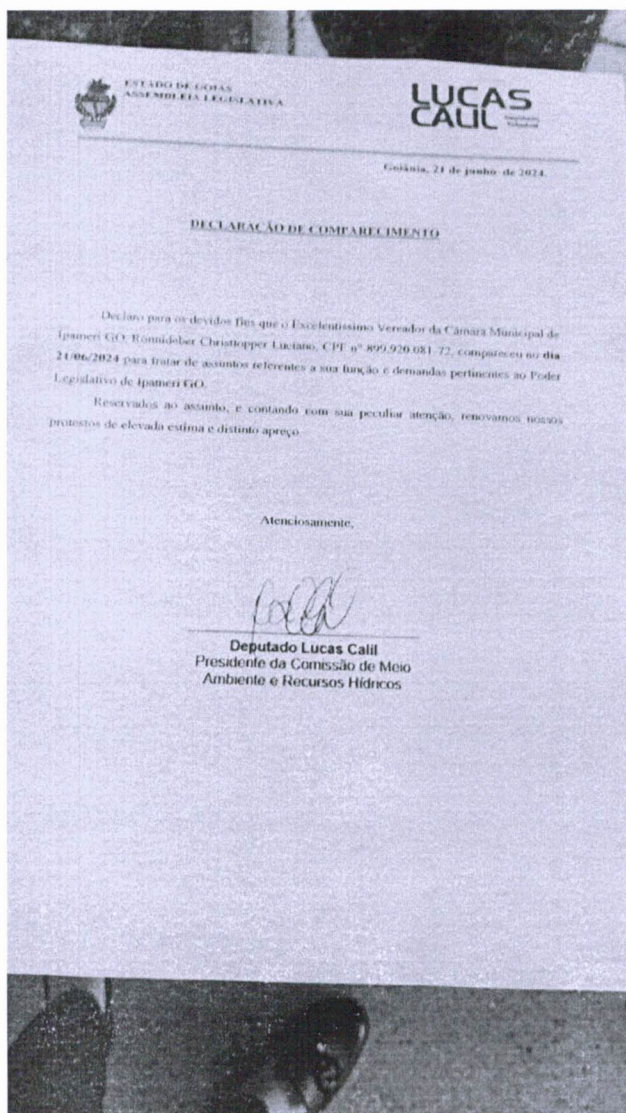 ESTADO DE GOIÁS
ASSEMBLEIA LEGISLATIVA
LUCAS
CALIL
Goiânia, 21 de junho de 2024.
DECLARAÇÃO DE COMPARECIMENTO
Declaro para os devidos fins que o Excelentíssimo Vereador da Câmara Municipal de
Ipameri GO, Ronnideber Christtopper Luciano, CPF nº 899.920.081-72, compareceu no dia
21/06/2024 para tratar de assuntos referentes a sua função e demandas pertinentes ao Poder
Legislativo de Ipameri GO.
Reservados ao assunto, e contando com sua peculiar atenção, renovamos nossos
protestos de elevada estima e distinto apreço.
Atenciosamente,
Deputado Lucas Calil
Presidente da Comissão de Meio
Ambiente e Recursos Hídricos